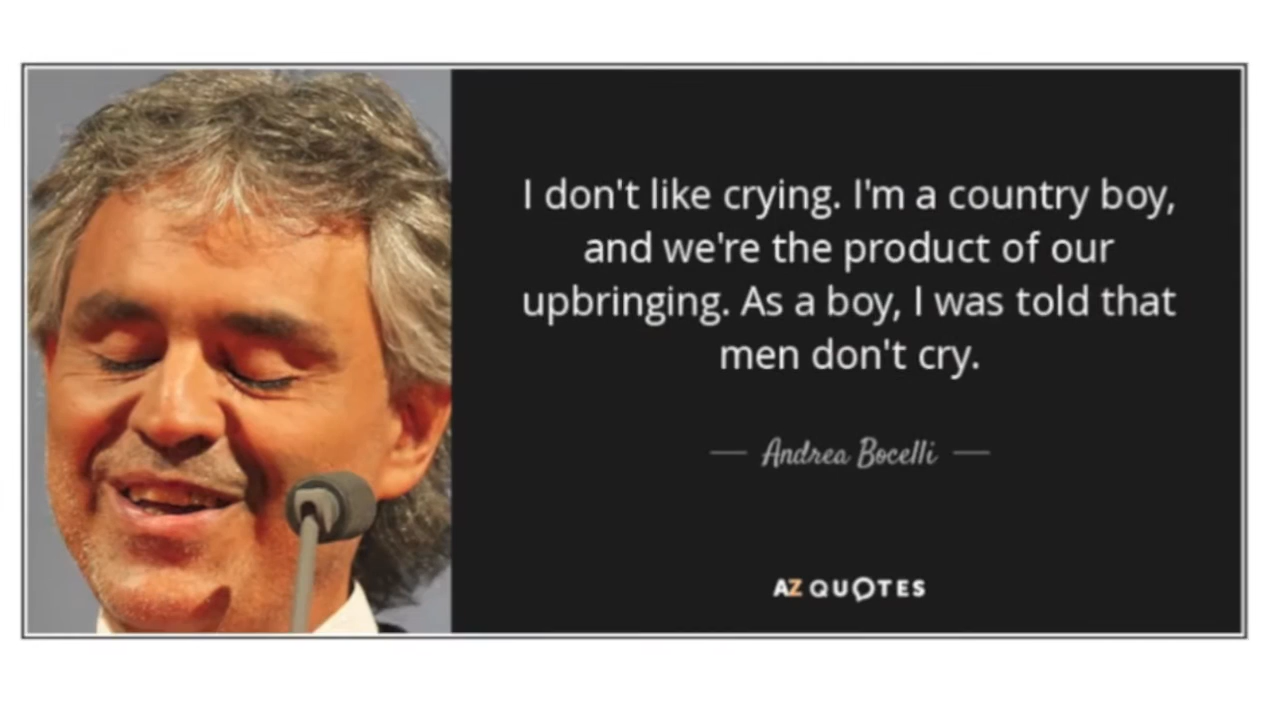 I don't like crying. I'm a country boy,
and we're the product of our
upbringing. As a boy, I was told that
men don't cry.
Andrea Bocelli
AZ QUOTES